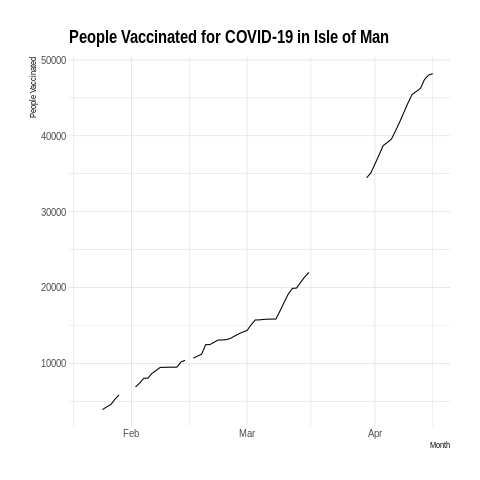 People Vaccinated for COVID-19 in Isle of Man
People Vaccinated
50000
40000
30000
20000
10000
Feb Mar Apr
Month